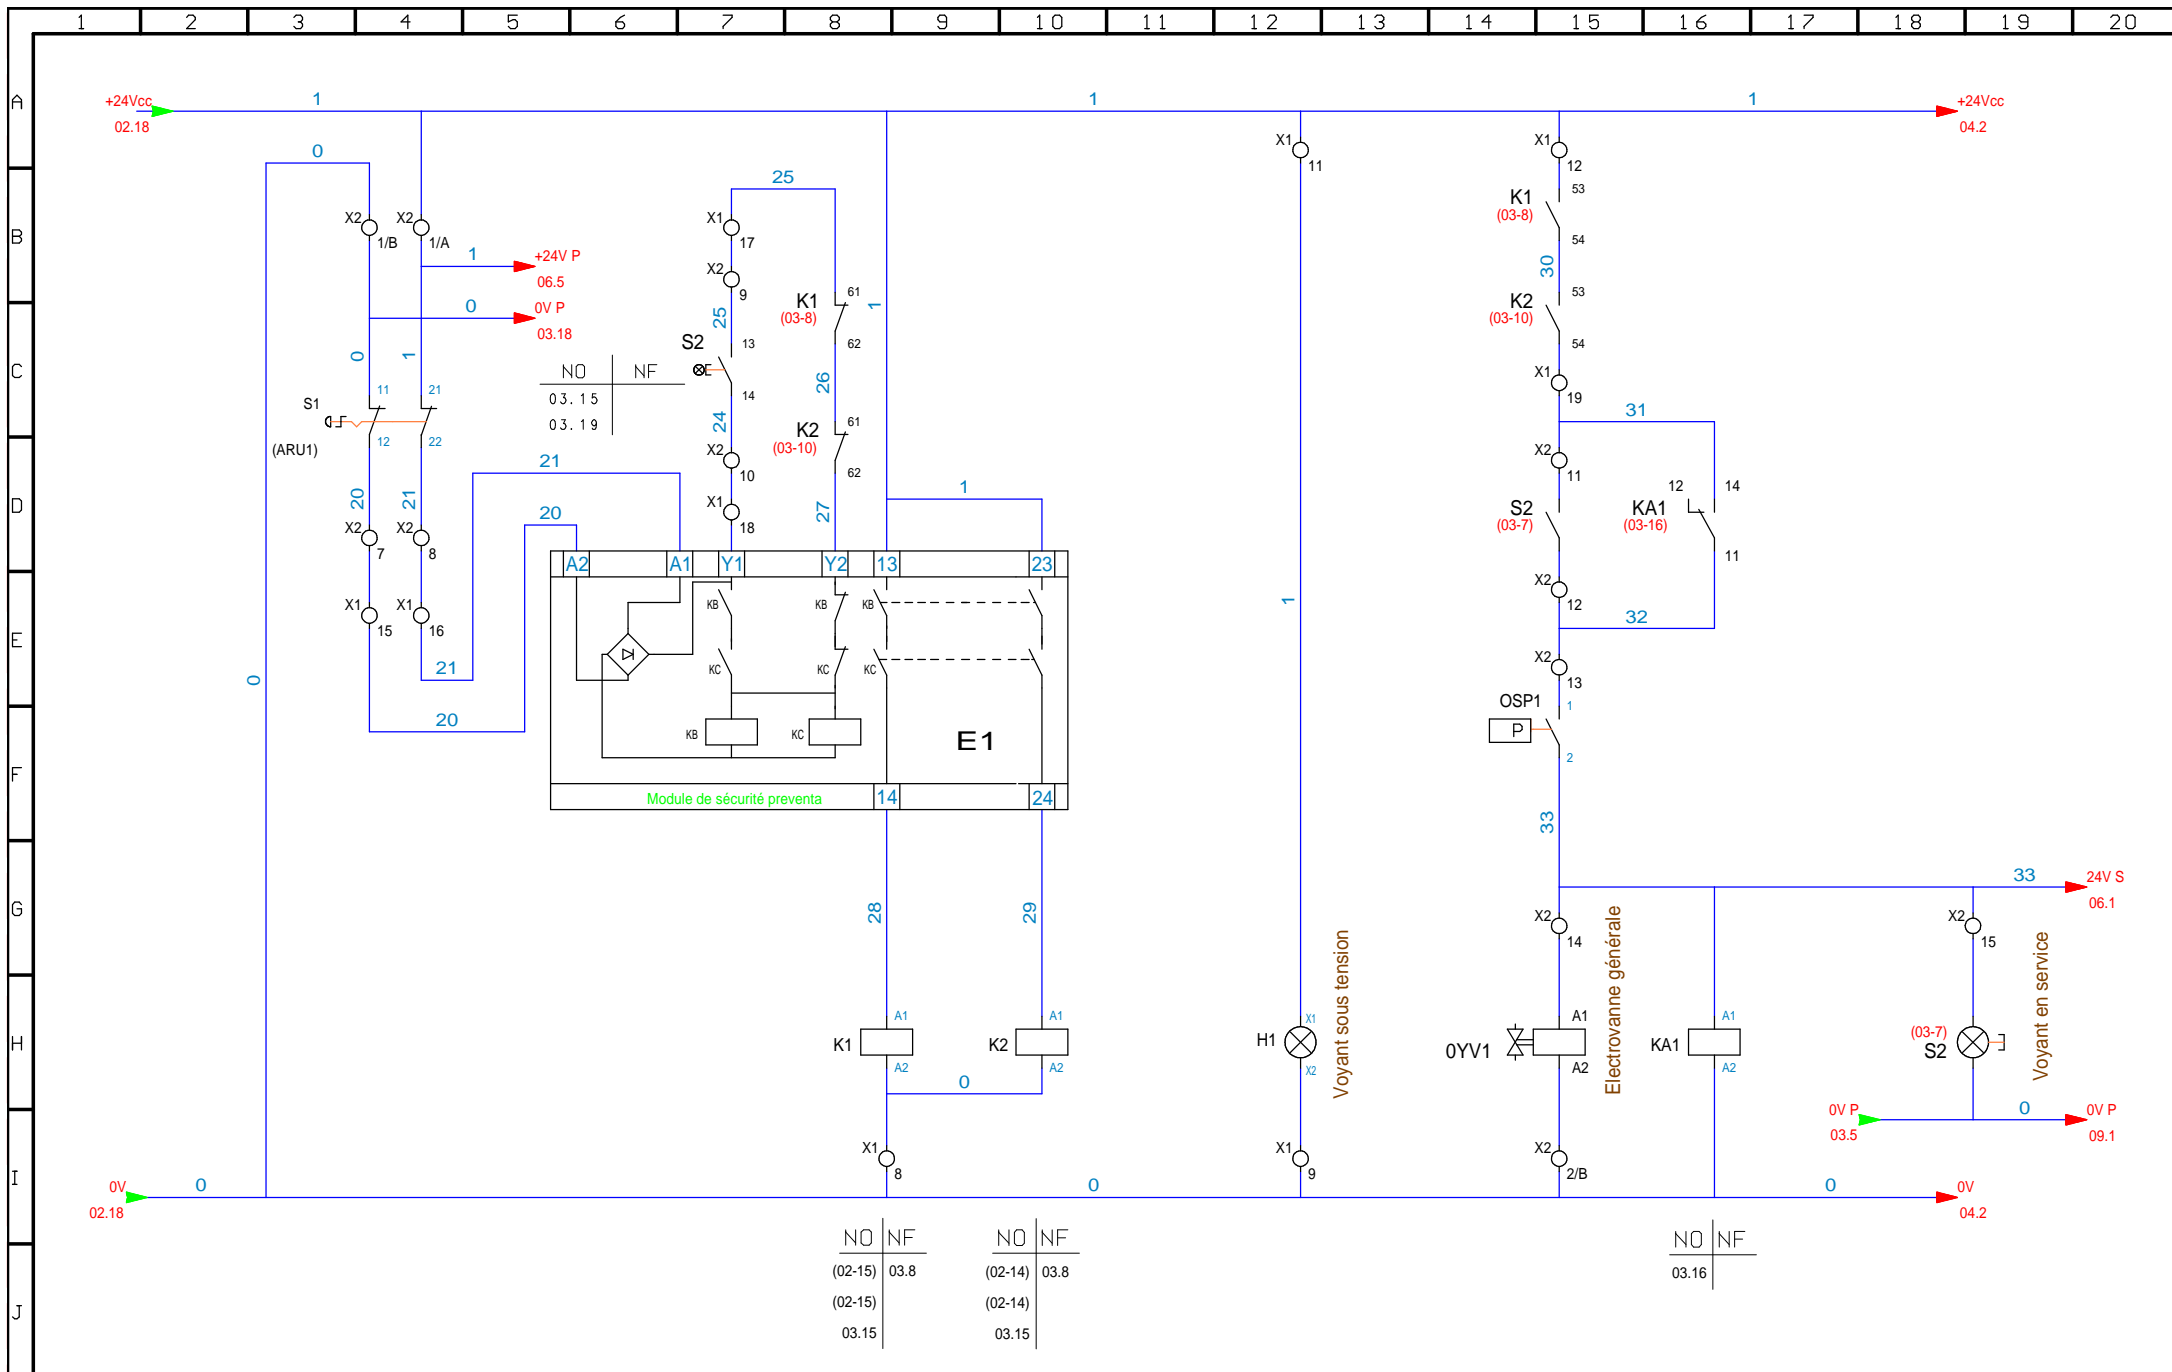 1 2 3 4 5 6 7 8 9 10 11 12 13 14 15 16 17 18 19 20
A
B
C
D
E
F
G
H
I
J
+24Vcc
02.18
1
1
1
+24Vcc
04.2
0
X2
1/B
X2
1/A
1
+24V P
06.5
0
0V P
03.18
0
1
S1
(ARU1)
11
12
21
22
20
21
X2
7
X2
8
X1
15
X1
16
21
20
21
20
0
25
X1
17
X2
9
25
S2
13
14
NO NF
03.15
03.19
24
X2
10
X1
18
K1
(03-8)
61
62
26
K2
(03-10)
61
62
27
1
1
A2 A1 Y1 Y2 13 23
KB KB KB
KC KC KC
KB KC
E1
Module de sécurité preventa
14 24
28
29
K1
A1
A2
K2
A1
A2
0
X1
8
X1
11
1
H1
X1
X2
Voyant sous tension
X1
9
X1
12
K1
(03-8)
53
54
30
K2
(03-10)
53
54
X1
19
31
X2
11
S2
(03-7)
12
14
KA1
(03-16)
11
X2
12
32
X2
13
OSP1
P
1
2
33
33
24V S
06.1
X2
14
Electrovanne générale
X2
15
Voyant en service
0YV1
A1
A2
KA1
A1
A2
(03-7)
S2
0V P
03.5
0
0V P
09.1
X2
2/B
0V
02.18
0
0
0
0V
04.2
NO NF
(02-15) 03.8
(02-15)
03.15
NO NF
(02-14) 03.8
(02-14)
03.15
NO NF
03.16